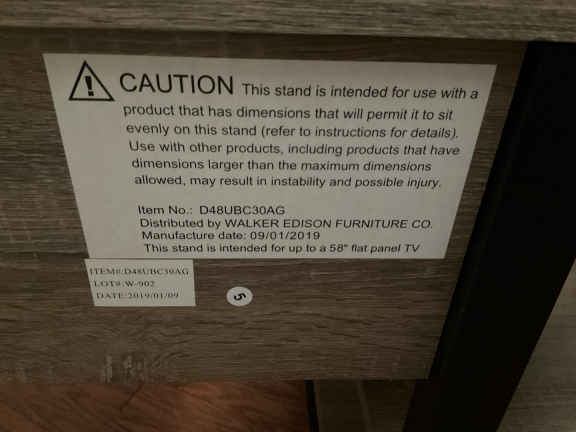 CAUTION This stand is intended for use with a
product that has dimensions that will permit it to sit
evenly on this stand (refer to instructions for details).
Use with other products, including products that have
dimensions larger than the maximum dimensions
allowed, may result in instability and possible injury.
Item No.: D48UBC30AG
Distributed by WALKER EDISON FURNITURE CO.
Manufacture date: 09/01/2019
This stand is intended for up to a 58" flat panel TV
ITEM#:D48UBC30AG
LOT#:W-902
DATE:2019/01/09
5